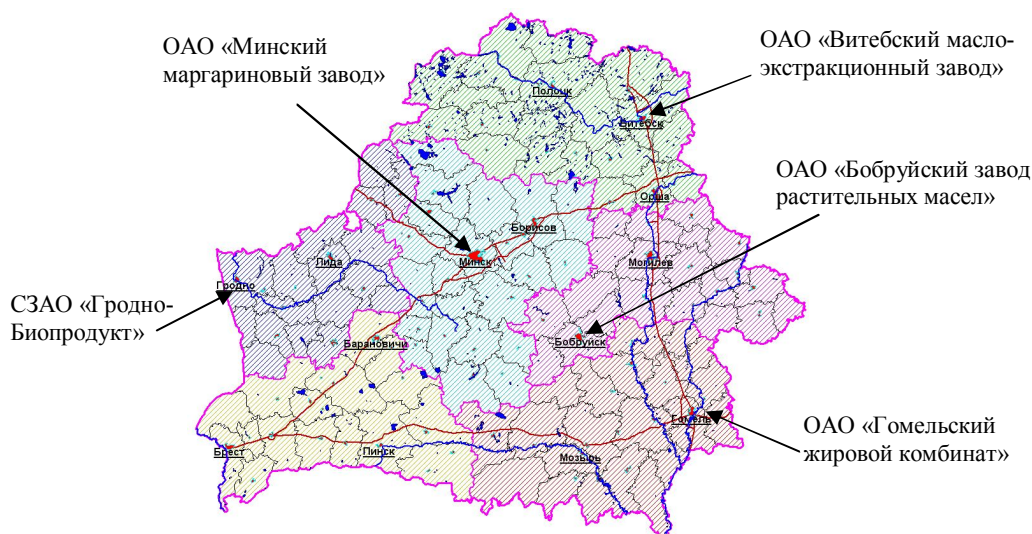 ОАО «Минский
маргариновый завод»
ОАО «Витебский масло-
экстракционный завод»
Полоцк
Витебск
ОАО «Бобруйский завод
растительных масел»
Орша
Борисов
Минск
Могилев
Лида
Гродно
СЗАО «Гродно-
Биопродукт»
Барановичи
Бобруйск
Гомель
ОАО «Гомельский
жировой комбинат»
Брест
Пинск
Мозырь